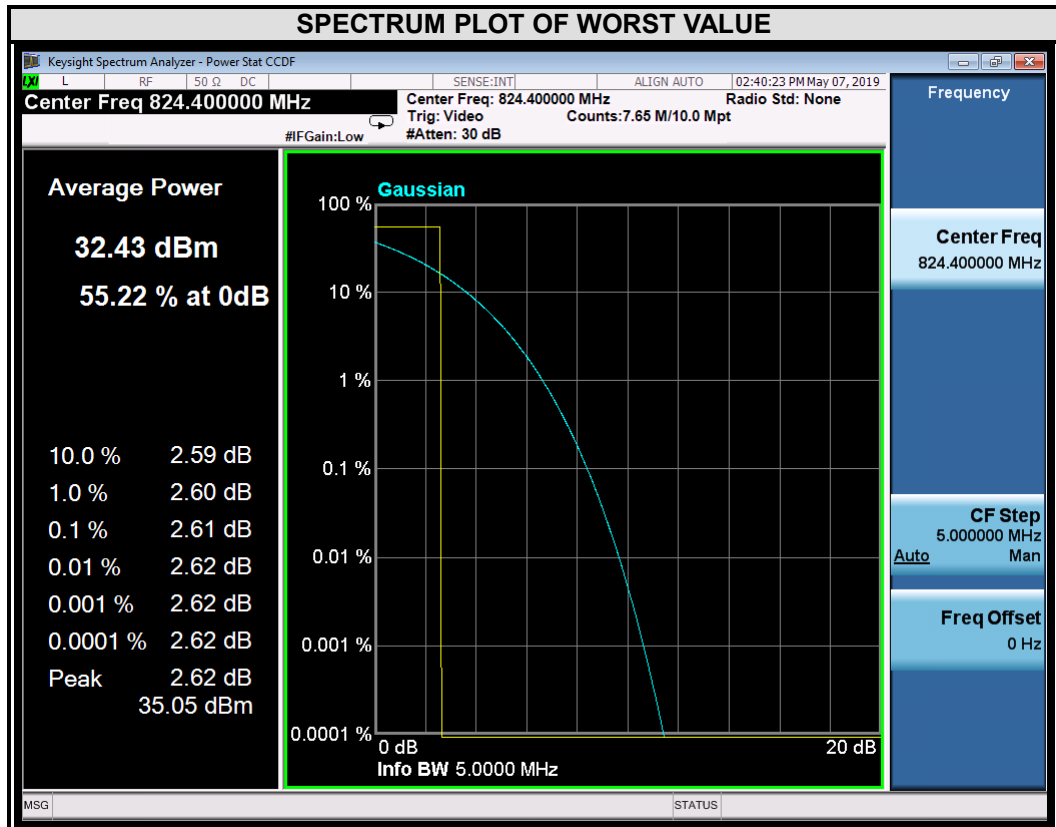 SPECTRUM PLOT OF WORST VALUE
Keysight Spectrum Analyzer - Power Stat CCDF
LXI L RF 50 Ω DC SENSE:INT ALIGN AUTO 02:40:23 PM May 07, 2019
Center Freq 824.400000 MHz
#IFGain:Low
Center Freq: 824.400000 MHz Radio Std: None
Trig: Video Counts:7.65 M/10.0 Mpt
#Atten: 30 dB
Average Power
32.43 dBm
55.22 % at 0dB
10.0 % 2.59 dB
1.0 % 2.60 dB
0.1 % 2.61 dB
0.01 % 2.62 dB
0.001 % 2.62 dB
0.0001 % 2.62 dB
Peak 2.62 dB
35.05 dBm
Gaussian
100 %
10 %
1 %
0.1 %
0.01 %
0.001 %
0.0001 %
0 dB 20 dB
Info BW 5.0000 MHz
Frequency
Center Freq
824.400000 MHz
CF Step
5.000000 MHz
Auto Man
Freq Offset
0 Hz
MSG STATUS